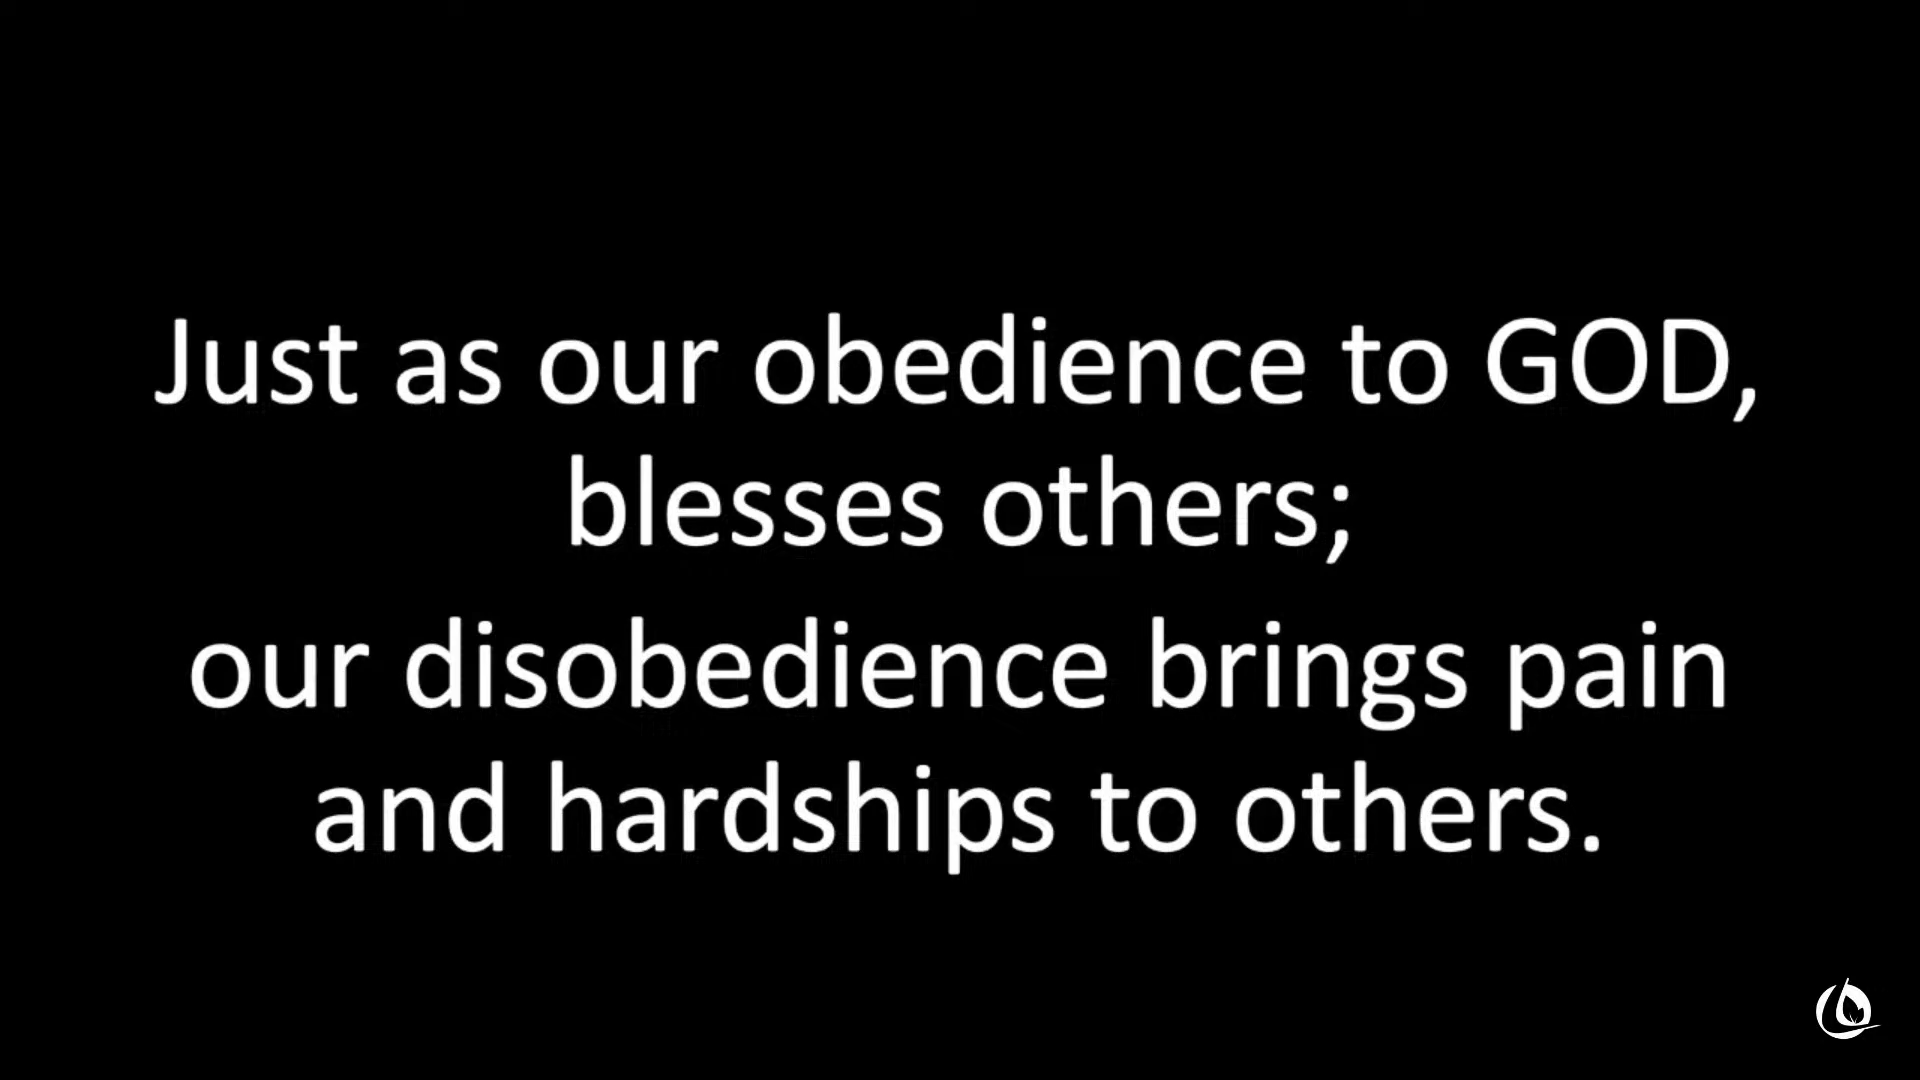 Just as our obedience to GOD,
blesses others;
our disobedience brings pain
and hardships to others.